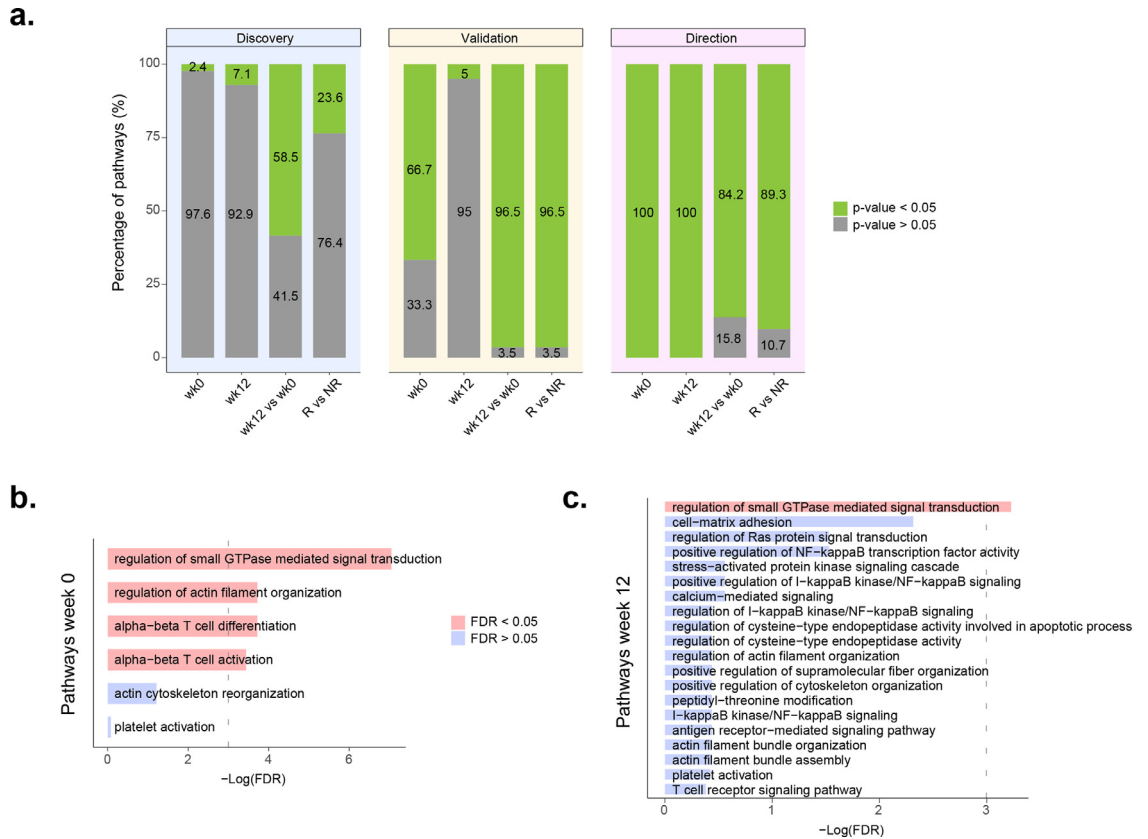 a.
Discovery
Validation
Direction
Percentage of pathways (%)
100
75
50
25
0
2.4
97.6
7.1
92.9
58.5
41.5
23.6
76.4
66.7
33.3
5
95
96.5
3.5
96.5
3.5
100
100
84.2
15.8
89.3
10.7
wk0
wk12
wk12 vs wk0
R vs NR
wk0
wk12
wk12 vs wk0
R vs NR
wk0
wk12
wk12 vs wk0
R vs NR
p-value < 0.05
p-value > 0.05
b.
Pathways week 0
regulation of small GTPase mediated signal transduction
regulation of actin filament organization
alpha−beta T cell differentiation
alpha−beta T cell activation
actin cytoskeleton reorganization
platelet activation
0
2
4
6
−Log(FDR)
FDR < 0.05
FDR > 0.05
c.
Pathways week 12
regulation of small GTPase mediated signal transduction
cell−matrix adhesion
regulation of Ras protein signal transduction
positive regulation of NF−kappaB transcription factor activity
stress−activated protein kinase signaling cascade
positive regulation of I−kappaB kinase/NF−kappaB signaling
calcium−mediated signaling
regulation of I−kappaB kinase/NF−kappaB signaling
regulation of cysteine−type endopeptidase activity involved in apoptotic process
regulation of cysteine−type endopeptidase activity
regulation of actin filament organization
positive regulation of supramolecular fiber organization
positive regulation of cytoskeleton organization
peptidyl−threonine modification
I−kappaB kinase/NF−kappaB signaling
antigen receptor−mediated signaling pathway
actin filament bundle organization
actin filament bundle assembly
platelet activation
T cell receptor signaling pathway
0
1
2
3
−Log(FDR)